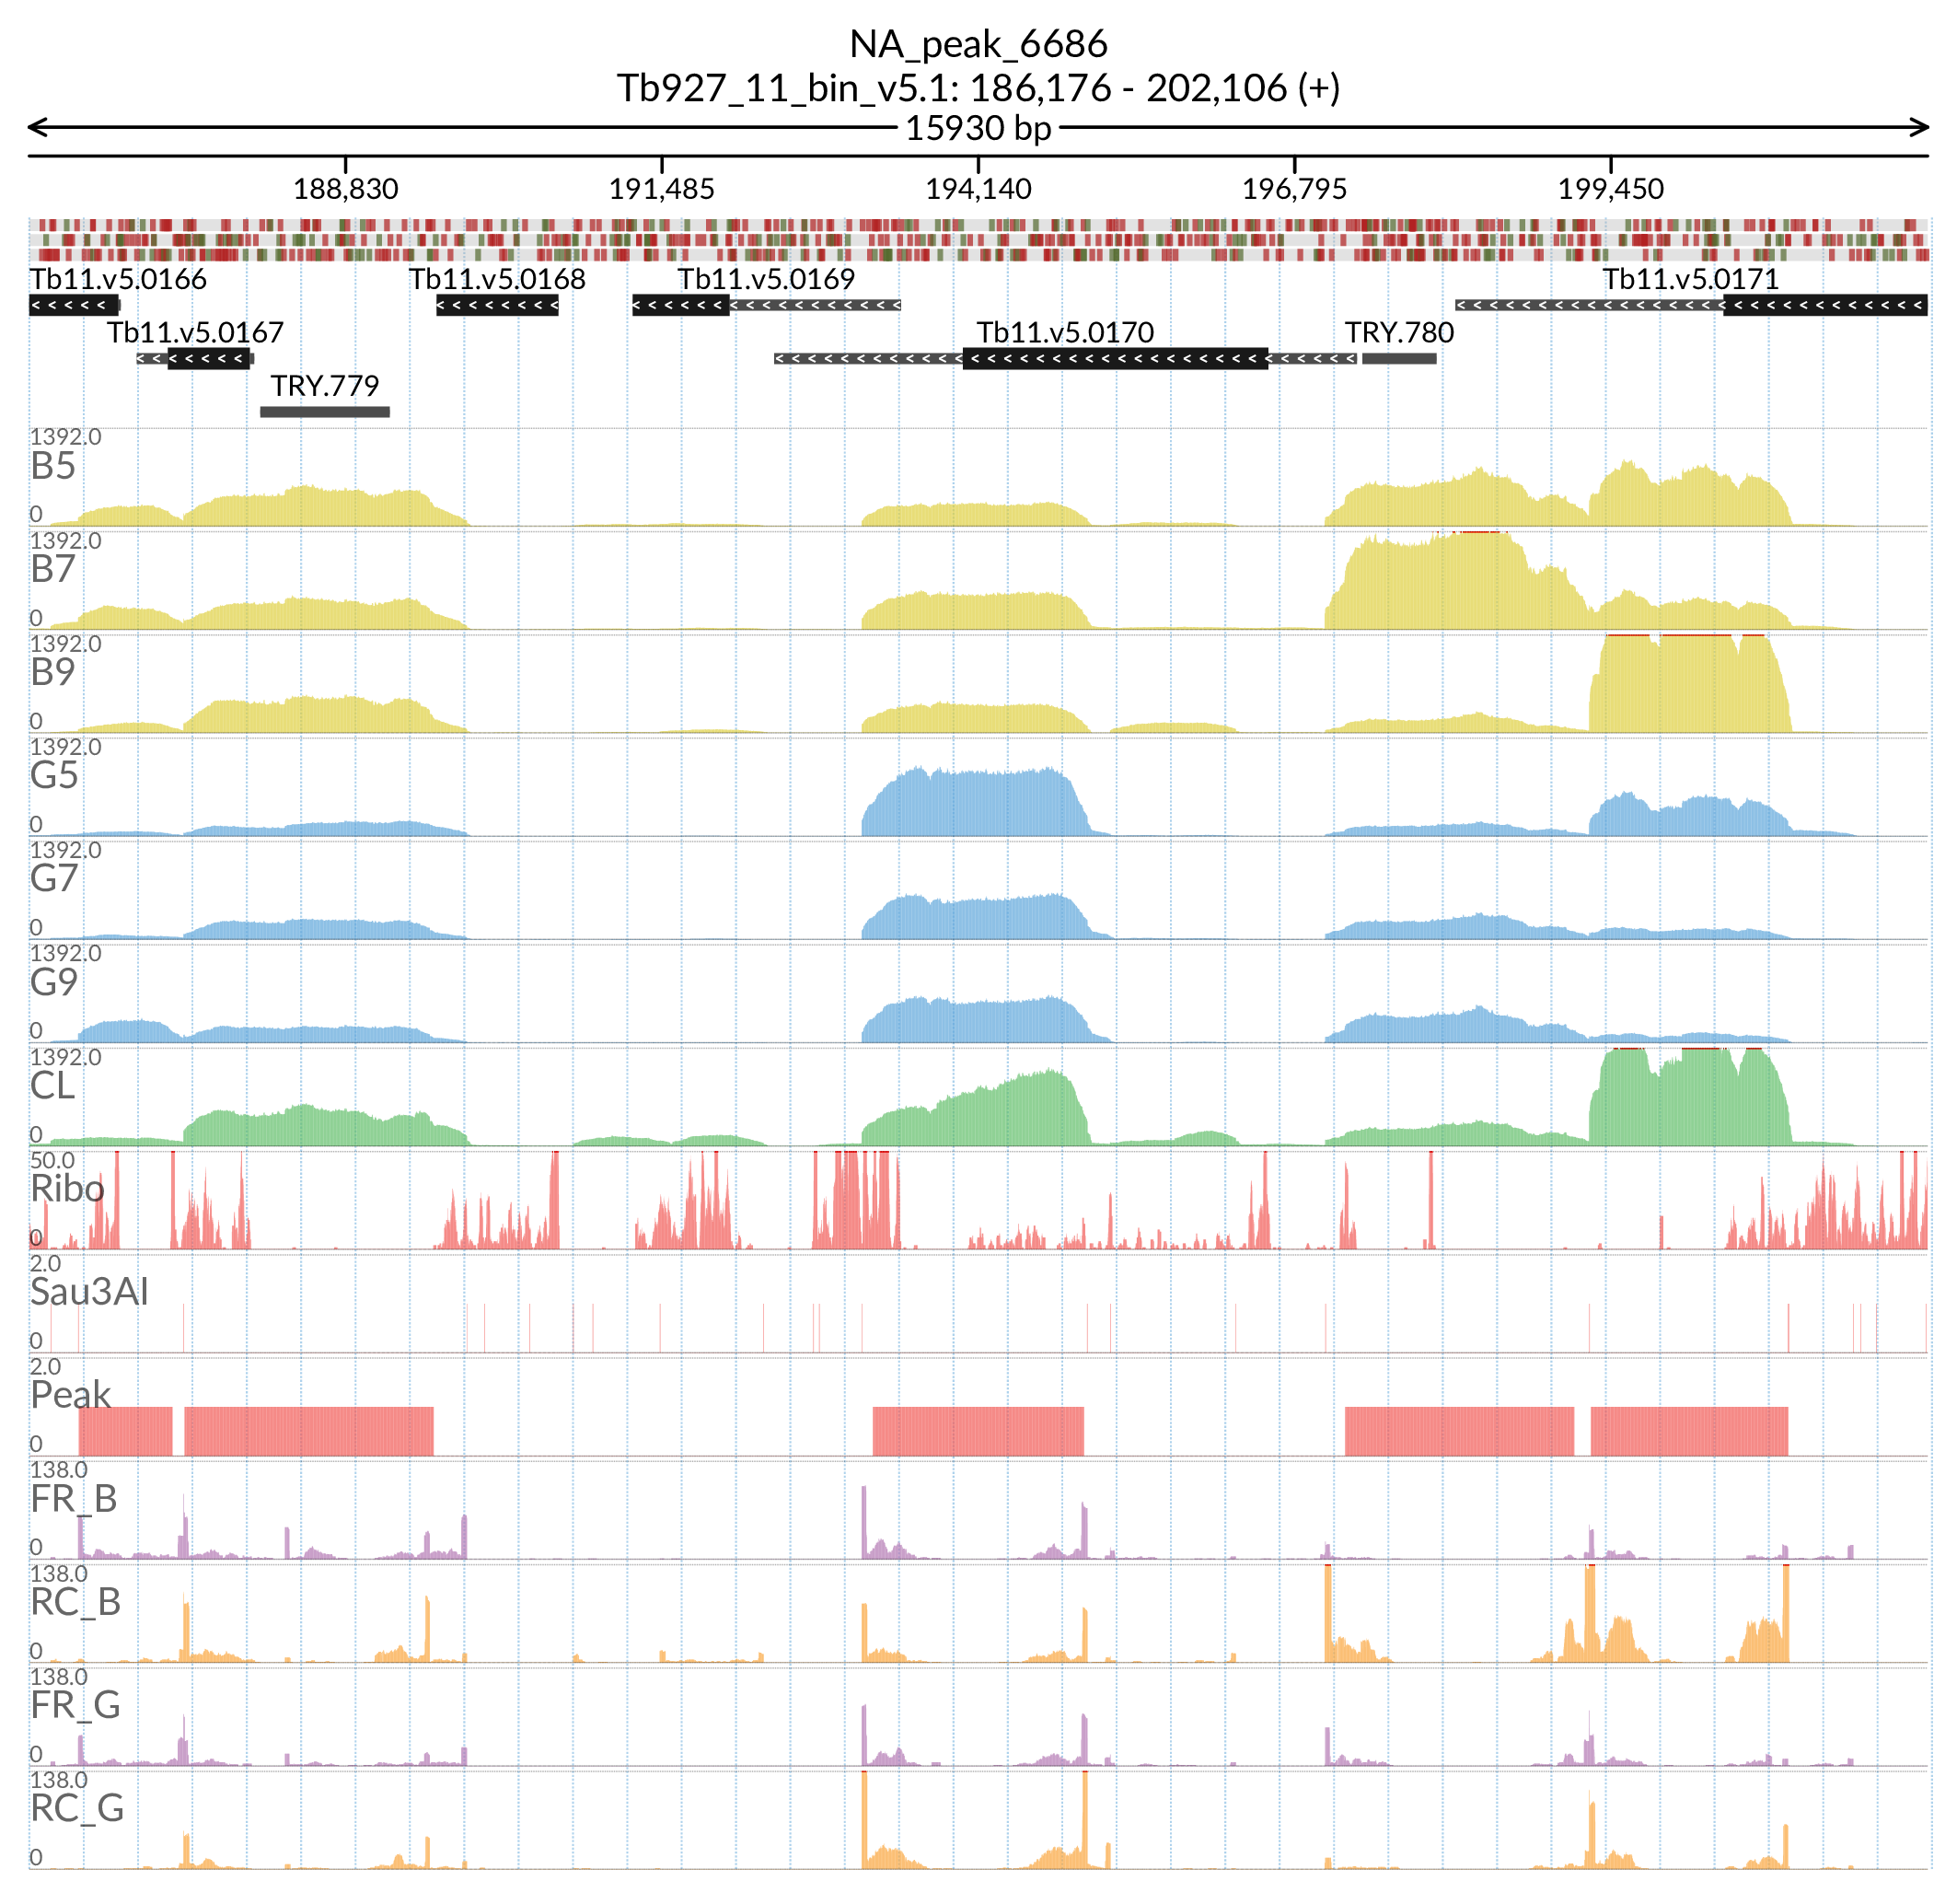 NA_peak_6686
Tb927_11_bin_v5.1: 186,176 - 202,106 (+)
15930 bp
188,830 191,485 194,140 196,795 199,450
Tb11.v5.0166 Tb11.v5.0168 Tb11.v5.0169 Tb11.v5.0171
Tb11.v5.0167 Tb11.v5.0170 TRY.780
TRY.779
1392.0
B5
0
1392.0
B7
0
1392.0
B9
0
1392.0
G5
0
1392.0
G7
0
1392.0
G9
0
1392.0
CL
0
50.0
Ribo
0
2.0
Sau3AI
0
2.0
Peak
0
138.0
FR_B
0
138.0
RC_B
0
138.0
FR_G
0
138.0
RC_G
0